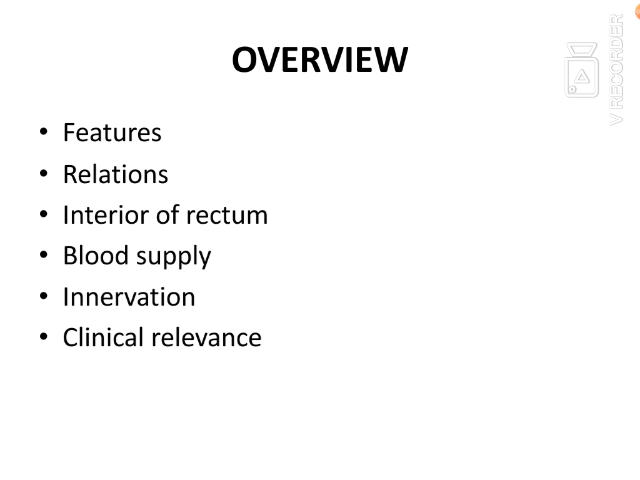 OVERVIEW
• Features
• Relations
• Interior of rectum
• Blood supply
• Innervation
• Clinical relevance
V RECORDER